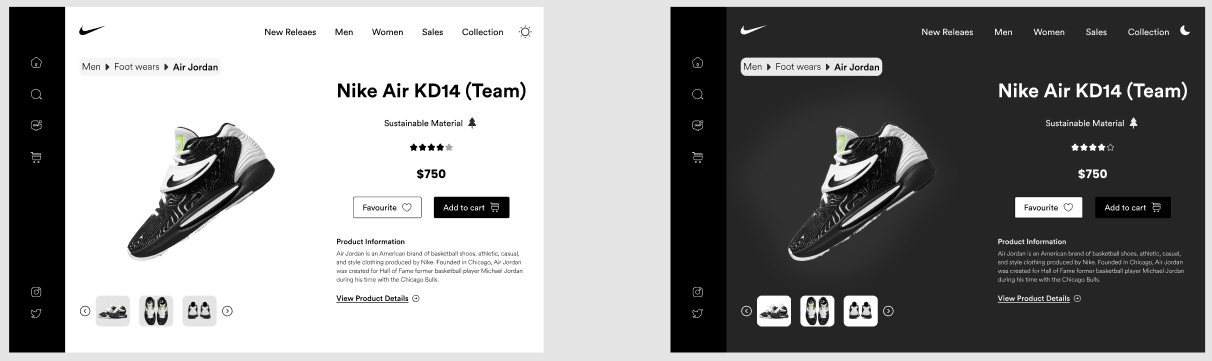 New Releaes Men Women Sales Collection
Men Foot wears Air Jordan
Nike Air KD14 (Team)
Sustainable Material
$750
Favourite Add to cart
Product Information
Air Jordan is an American brand of basketball shoes, athletic, casual,
and style clothing produced by Nike. Founded in Chicago, Air Jordan
was created for Hall of Fame former basketball player Michael Jordan
during his time with the Chicago Bulls.
View Product Details
New Releaes Men Women Sales Collection
Men Foot wears Air Jordan
Nike Air KD14 (Team)
Sustainable Material
$750
Favourite Add to cart
Product Information
Air Jordan is an American brand of basketball shoes, athletic, casual,
and style clothing produced by Nike. Founded in Chicago, Air Jordan
was created for Hall of Fame former basketball player Michael Jordan
during his time with the Chicago Bulls.
View Product Details